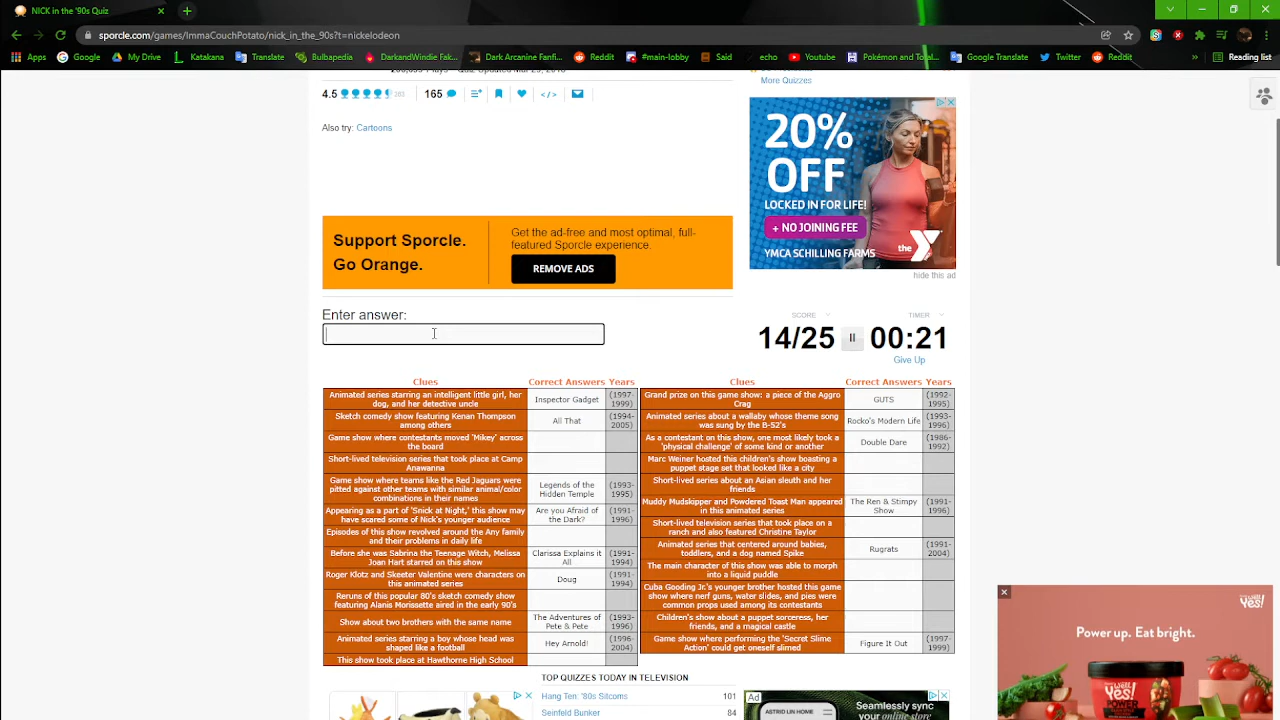 NICK in the '90s Quiz
sporcle.com/games/ImmaCouchPotato/nick_in_the_90s?t=nickelodeon
Apps
Google
My Drive
Katakana
Translate
Bulbapedia
DarkandWindie Fak...
Dark Arcanine Fanfic...
Reddit
#main-lobby
Said
echo
Youtube
Pokémon and Total...
Google Translate
Twitter
Reddit
»
Reading list
More Quizzes
4.5
203
165
</>
Also try: Cartoons
20%
OFF
LOCKED IN FOR LIFE!
+ NO JOINING FEE
the Y
YMCA SCHILLING FARMS
hide this ad
Support Sporcle.
Go Orange.
Get the ad-free and most optimal, full-
featured Sporcle experience.
REMOVE ADS
Enter answer:
SCORE
TIMER
14/25
00:21
Give Up
Clues Correct Answers Years
Animated series starring an intelligent little girl, her
dog, and her detective uncle
Inspector Gadget
(1997-
1999)
Sketch comedy show featuring Kenan Thompson
among others
All That
(1994-
2005)
Game show where contestants moved 'Mikey' across
the board
Short-lived television series that took place at Camp
Anawanna
Game show where teams like the Red Jaguars were
pitted against other teams with similar animal/color
combinations in their names
Legends of the
Hidden Temple
(1993-
1995)
Appearing as a part of 'Snick at Night,' this show may
have scared some of Nick's younger audience
Are you Afraid of
the Dark?
(1991-
1996)
Episodes of this show revolved around the Any family
and their problems in daily life
Before she was Sabrina the Teenage Witch, Melissa
Joan Hart starred on this show
Clarissa Explains it
All
(1991-
1994)
Roger Klotz and Skeeter Valentine were characters on
this animated series
Doug
(1991-
1994)
Reruns of this popular 80's sketch comedy show
featuring Alanis Morissette aired in the early 90's
Show about two brothers with the same name
The Adventures of
Pete & Pete
(1993-
1996)
Animated series starring a boy whose head was
shaped like a football
Hey Arnold!
(1996-
2004)
This show took place at Hawthorne High School
Clues Correct Answers Years
Grand prize on this game show: a piece of the Aggro
Crag
GUTS
(1992-
1995)
Animated series about a wallaby whose theme song
was sung by the B-52's
Rocko's Modern Life
(1993-
1996)
As a contestant on this show, one most likely took a
'physical challenge' of some kind or another
Double Dare
(1986-
1992)
Marc Weiner hosted this children's show boasting a
puppet stage set that looked like a city
Short-lived series about an Asian sleuth and her
friends
Muddy Mudskipper and Powdered Toast Man appeared
in this animated series
The Ren & Stimpy
Show
(1991-
1996)
Short-lived television series that took place on a
ranch and also featured Christine Taylor
Animated series that centered around babies,
toddlers, and a dog named Spike
Rugrats
(1991-
2004)
The main character of this show was able to morph
into a liquid puddle
Cuba Gooding Jr.'s younger brother hosted this game
show where nerf guns, water slides, and pies were
common props used among its contestants
Children's show about a puppet sorceress, her
friends, and a magical castle
Game show where performing the 'Secret Slime
Action' could get oneself slimed
Figure It Out
(1997-
1999)
TOP QUIZZES TODAY IN TELEVISION
Hang Ten: '80s Sitcoms 101
Seinfeld Bunker 84
Ad
ASTRID LIN HOME
Seamlessly sync
your online store
Well
Yes!
Power up. Eat bright.
Well
Yes!
POWER